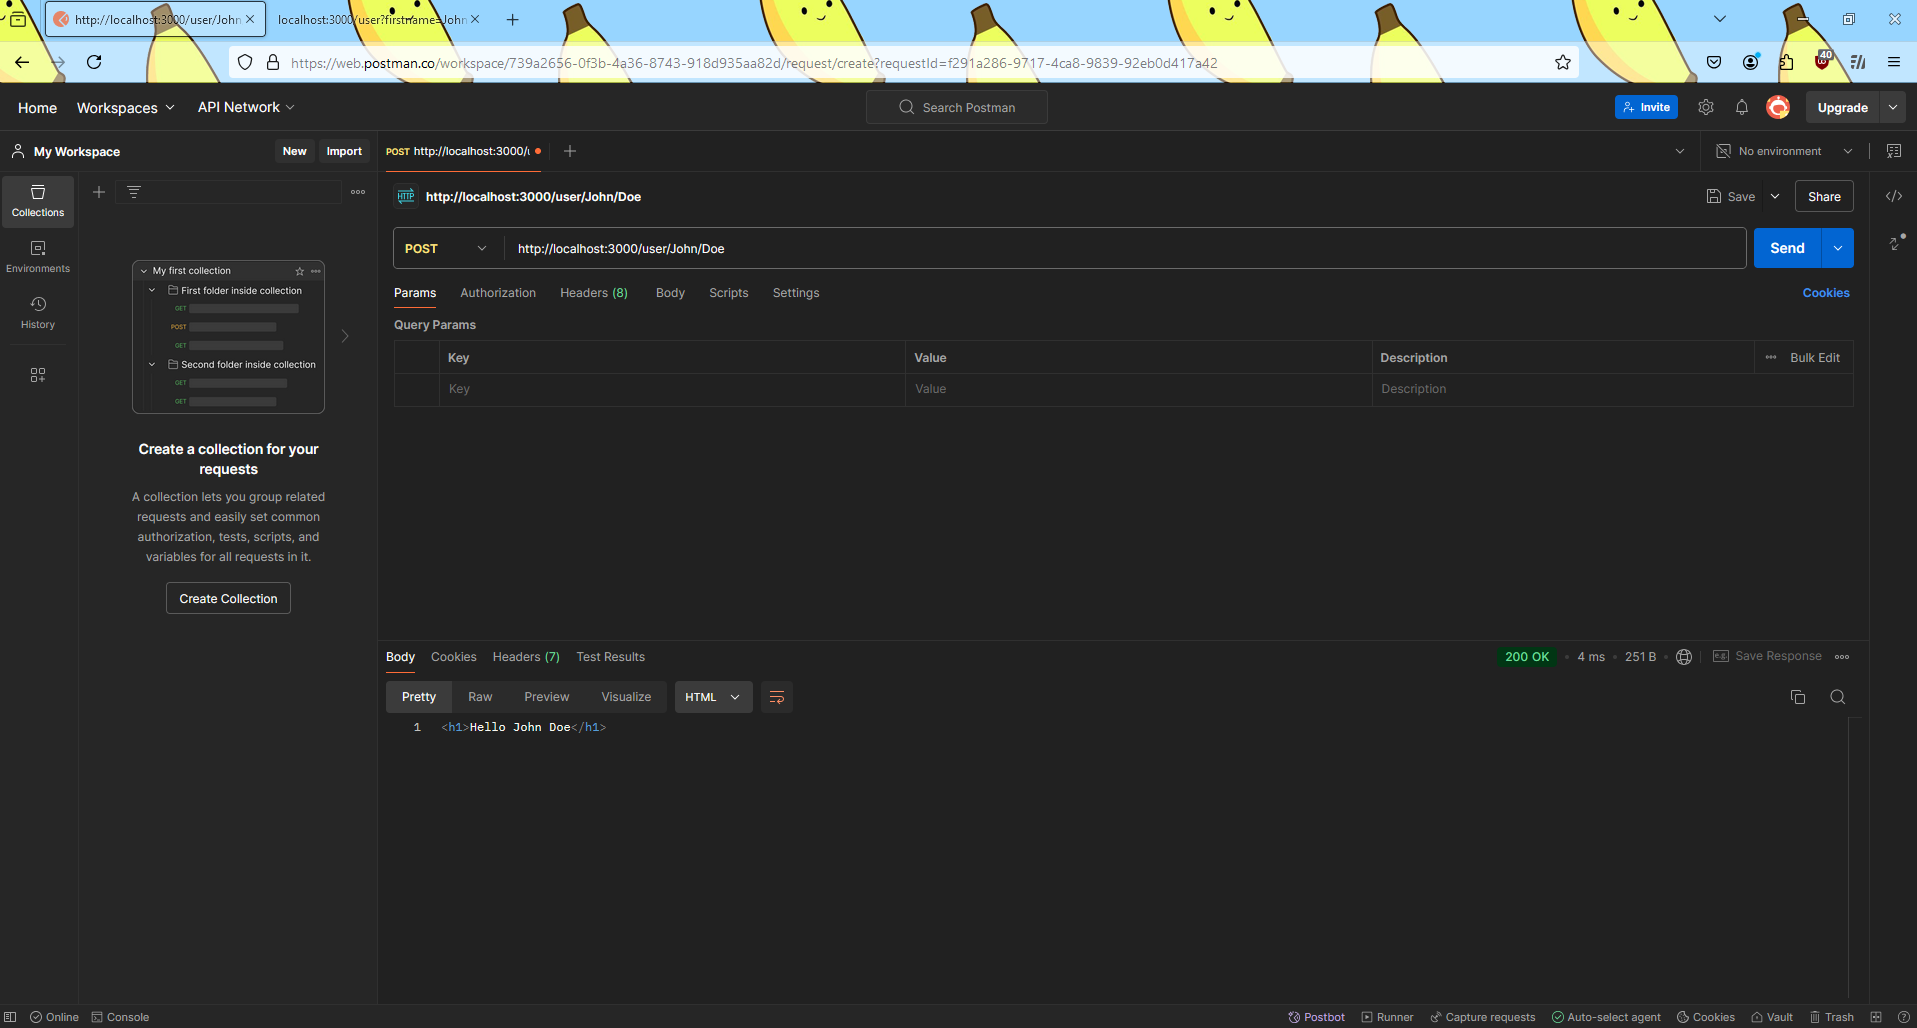 http://localhost:3000/user/John
localhost:3000/user?firstname=John
https://web.postman.co/workspace/739a2656-0f3b-4a36-8743-918d935aa82d/request/create?requestId=f291a286-9717-4ca8-9839-92eb0d417a42
40
Home Workspaces API Network
Search Postman
Invite
Upgrade
My Workspace
New Import
POST http://localhost:3000/u
No environment
Collections
Environments
History
My first collection
First folder inside collection
GET
POST
GET
Second folder inside collection
GET
GET
Create a collection for your
requests
A collection lets you group related
requests and easily set common
authorization, tests, scripts, and
variables for all requests in it.
Create Collection
HTTP http://localhost:3000/user/John/Doe
Save Share
POST http://localhost:3000/user/John/Doe
Send
Params Authorization Headers (8) Body Scripts Settings
Cookies
Query Params
Key Value Description Bulk Edit
Key Value Description
Body Cookies Headers (7) Test Results
200 OK • 4 ms • 251 B e.g. Save Response
Pretty Raw Preview Visualize HTML
1 <h1>Hello John Doe</h1>
Online Console
Postbot Runner Capture requests Auto-select agent Cookies Vault Trash